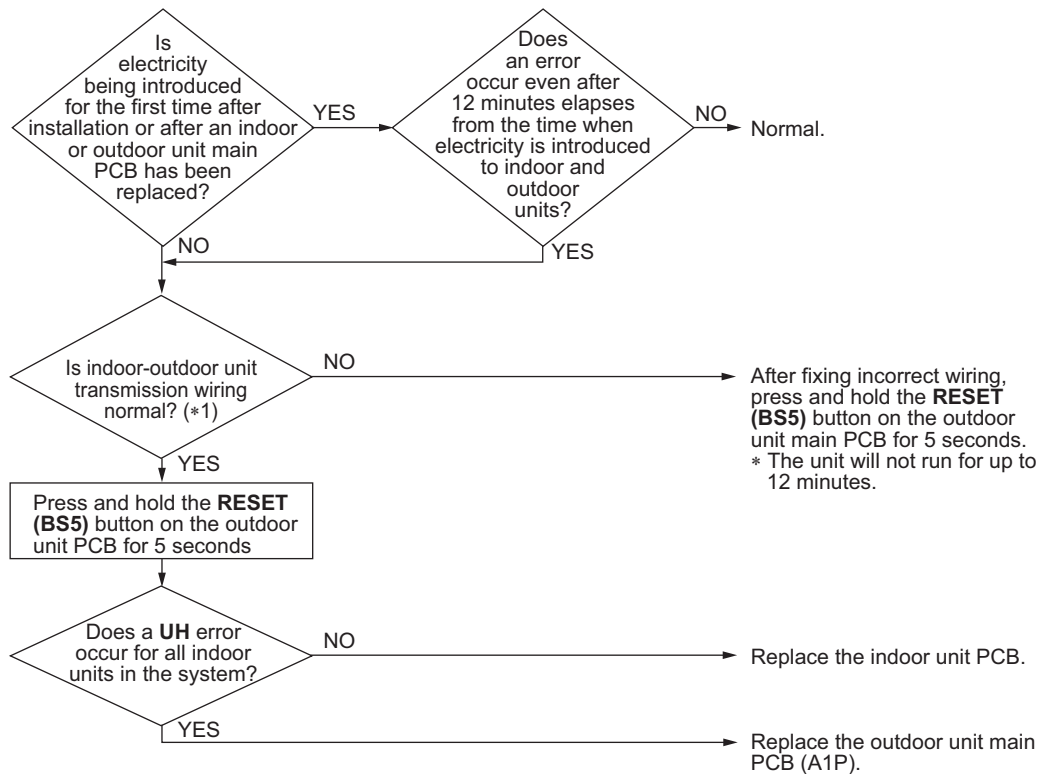 Is
electricity
being introduced
for the first time after
installation or after an indoor
or outdoor unit main
PCB has been
replaced?
YES
NO
Does
an error
occur even after
12 minutes elapses
from the time when
electricity is introduced
to indoor and
outdoor
units?
NO
Normal.
YES
Is indoor-outdoor unit
transmission wiring
normal? (∗1)
NO
After fixing incorrect wiring,
press and hold the RESET
(BS5) button on the outdoor
unit main PCB for 5 seconds.
∗ The unit will not run for up to
12 minutes.
YES
Press and hold the RESET
(BS5) button on the outdoor
unit PCB for 5 seconds
Does a UH error
occur for all indoor
units in the system?
NO
Replace the indoor unit PCB.
YES
Replace the outdoor unit main
PCB (A1P).